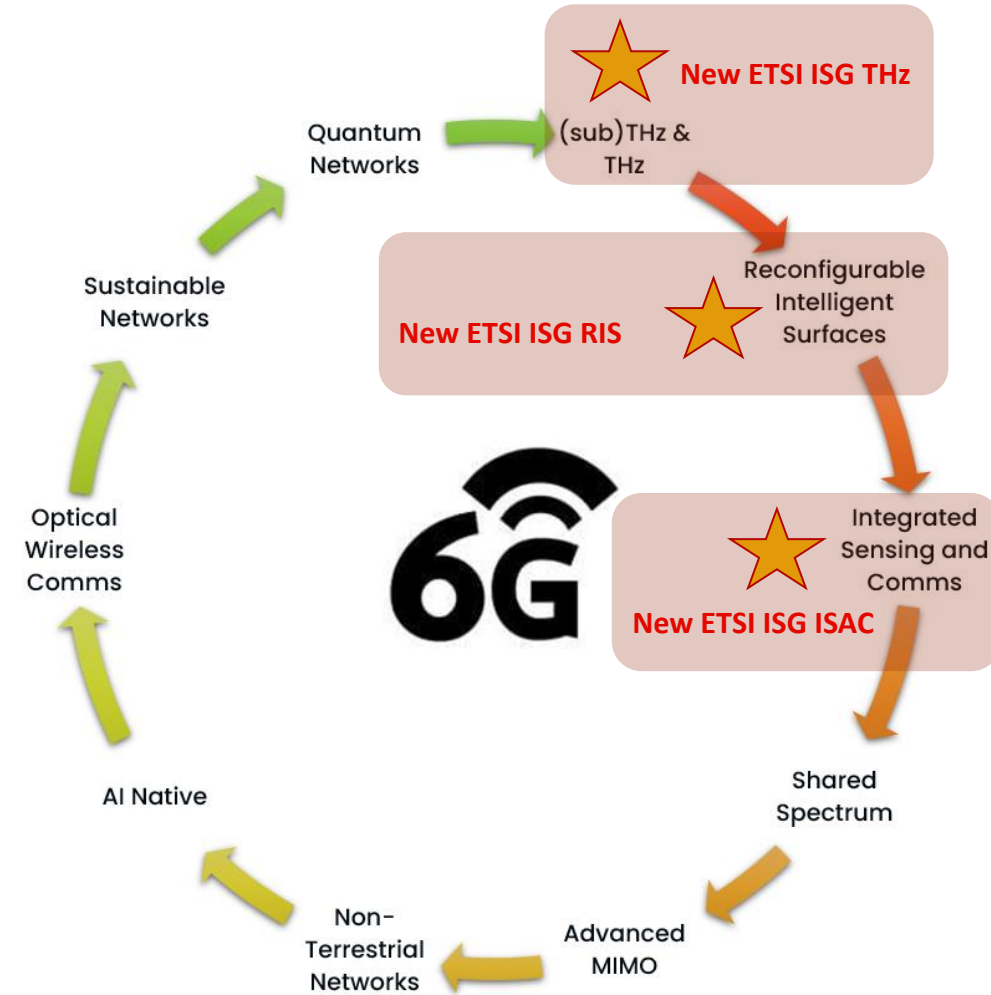 New ETSI ISG THz
(sub)THz &
THz
Reconfigurable
Intelligent
Surfaces
New ETSI ISG RIS
Integrated
Sensing and
Comms
New ETSI ISG ISAC
Shared
Spectrum
Advanced
MIMO
Non-
Terrestrial
Networks
AI Native
Optical
Wireless
Comms
Sustainable
Networks
Quantum
Networks
6G